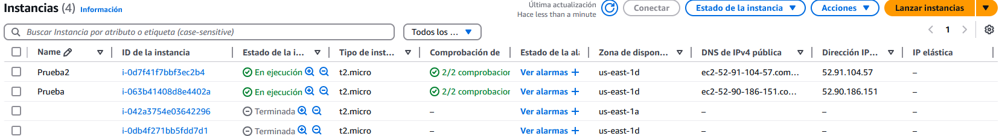 Instancias (4) Información
Última actualización
Hace less than a minute
Conectar
Estado de la instancia
Acciones
Lanzar instancias
Buscar Instancia por atributo o etiqueta (case-sensitive)
Todos los ...
1
Name ID de la instancia Estado de la i... Tipo de inst... Comprobación de Estado de la ala Zona de dispon... DNS de IPv4 pública Dirección IP... IP elástica
Prueba2 i-0d7f41f7bbf3ec2b4 En ejecución t2.micro 2/2 comprobacion Ver alarmas + us-east-1d ec2-52-91-104-57.com... 52.91.104.57 –
Prueba i-063b41408d8e4402a En ejecución t2.micro 2/2 comprobacion Ver alarmas + us-east-1d ec2-52-90-186-151.co... 52.90.186.151 –
i-042a3754e03642296 Terminada t2.micro – Ver alarmas + us-east-1a – – –
i-0db4f271bb5fdd7d1 Terminada t2.micro – Ver alarmas + us-east-1d – – –